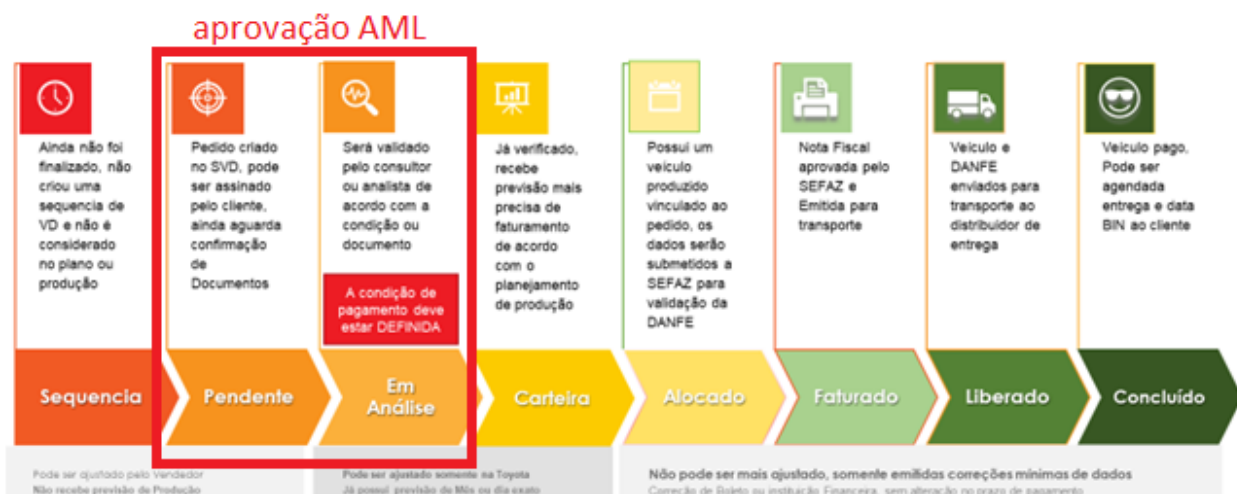 aprovação AML
Ainda não foi
finalizado, não
criou uma
sequencia de
VD e não é
considerado
no plano ou
produção
Pedido criado
no SVD, pode
ser assinado
pelo cliente,
ainda aguarda
confirmação
de
Documentos
Será validado
pelo consultor
ou analista de
acordo com a
condição ou
documento
A condição de
pagamento deve
estar DEFINIDA
Já verificado,
recebe
previsão mais
precisa de
faturamento
de acordo
com o
planejamento
de produção
Possui um
veículo
produzido
vinculado ao
pedido, os
dados serão
submetidos a
SEFAZ para
validação da
DANFE
Nota Fiscal
aprovada pelo
SEFAZ e
Emitida para
transporte
Veículo e
DANFE
enviados para
transporte ao
distribuidor de
entrega
Veículo pago,
Pode ser
agendada
entrega e data
BIN ao cliente
Sequencia
Pendente
Em
Análise
Carteira
Alocado
Faturado
Liberado
Concluído
Pode ser ajustado pelo Vendedor
Não recebe previsão de Produção
Pode ser ajustado somente na Toyota
Já possui previsão de Mês ou dia exato
Não pode ser mais ajustado, somente emitidas correções mínimas de dados
Correção de Boleto ou instituição Financeira, sem alteração no prazo de pagamento